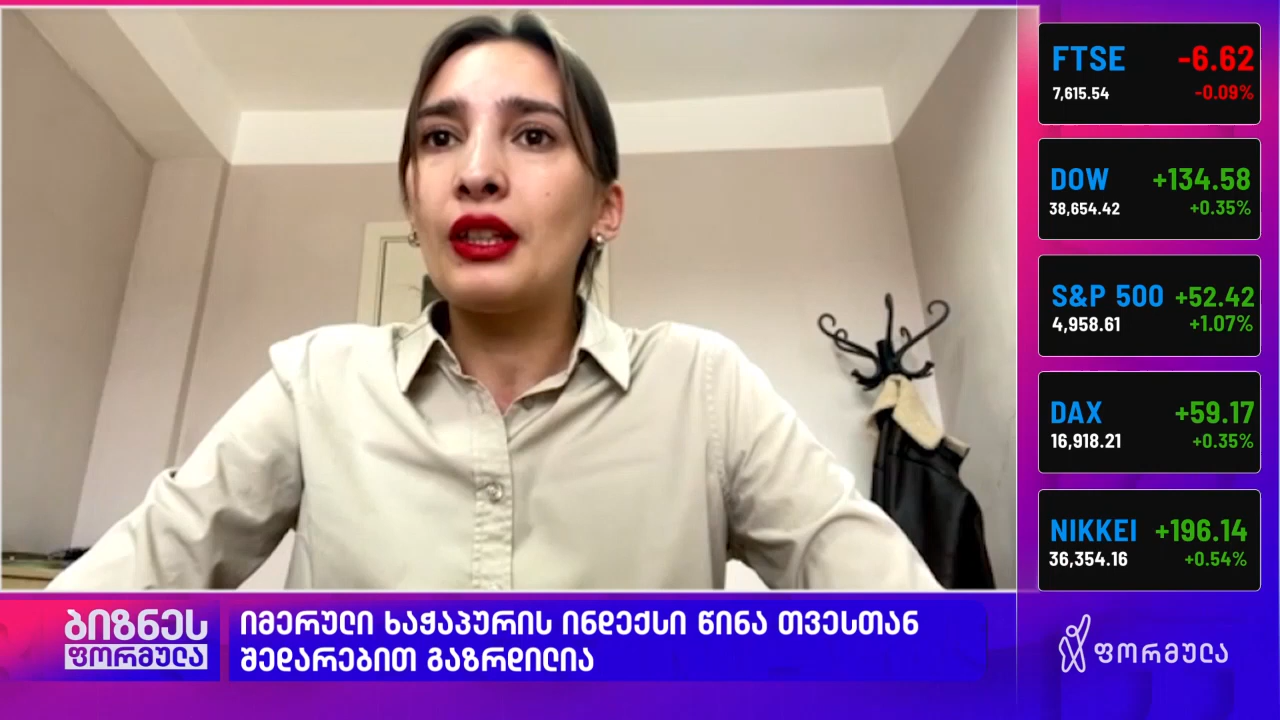 FTSE -6.62
7,615.54 -0.09%
DOW +134.58
38,654.42 +0.35%
S&P 500 +52.42
4,958.61 +1.07%
DAX +59.17
16,918.21 +0.35%
NIKKEI +196.14
36,354.16 +0.54%
ბიზნეს
ფორმულა
იმერული ხაჭაპურის ინდექსი წინა თვესთან
შედარებით გაზრდილია
ფორმულა